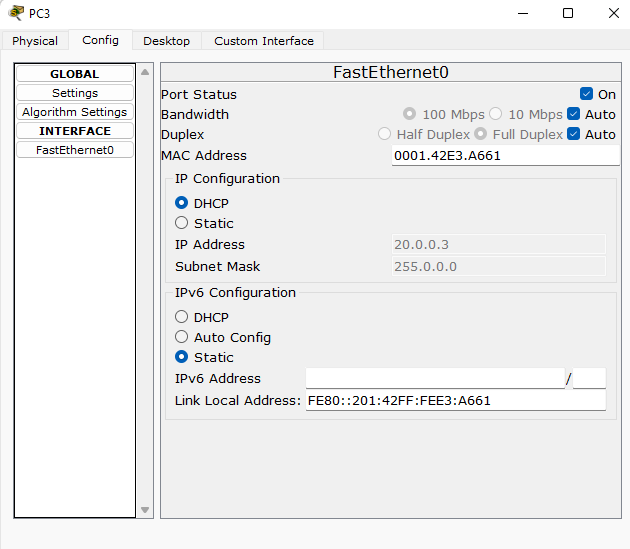 PC3
Physical Config Desktop Custom Interface
GLOBAL
Settings
Algorithm Settings
INTERFACE
FastEthernet0
FastEthernet0
Port Status On
Bandwidth 100 Mbps 10 Mbps Auto
Duplex Half Duplex Full Duplex Auto
MAC Address 0001.42E3.A661
IP Configuration
DHCP
Static
IP Address 20.0.0.3
Subnet Mask 255.0.0.0
IPv6 Configuration
DHCP
Auto Config
Static
IPv6 Address /
Link Local Address: FE80::201:42FF:FEE3:A661